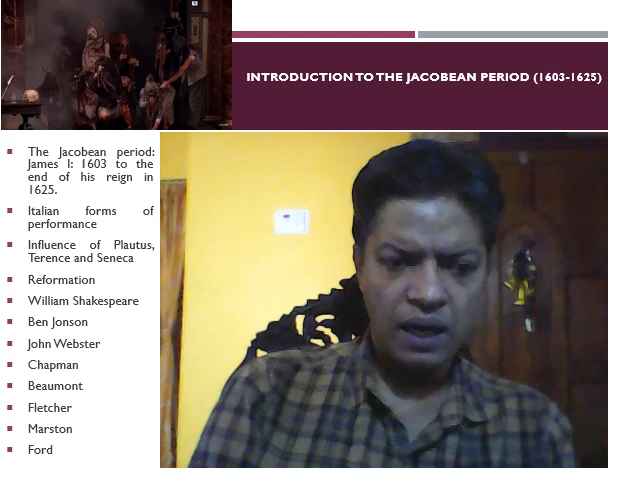 INTRODUCTION TO THE JACOBEAN PERIOD (1603-1625)
The Jacobean period:
James I: 1603 to the
end of his reign in
1625.
Italian forms of
performance
Influence of Plautus,
Terence and Seneca
Reformation
William Shakespeare
Ben Jonson
John Webster
Chapman
Beaumont
Fletcher
Marston
Ford